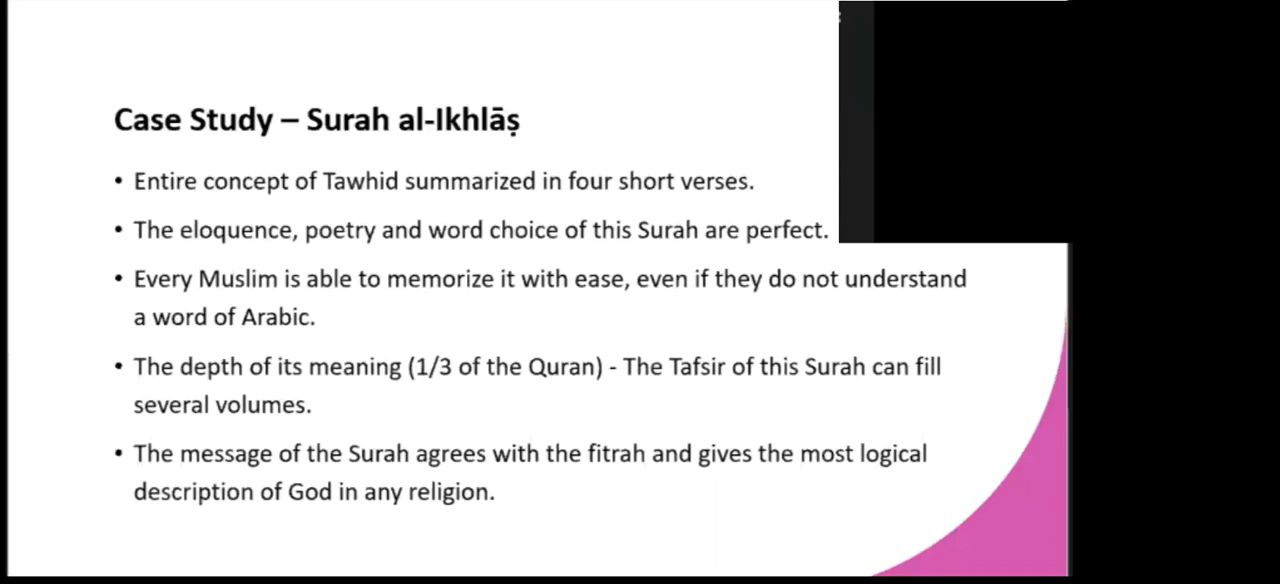 Case Study – Surah al-Ikhlāṣ
• Entire concept of Tawhid summarized in four short verses.
• The eloquence, poetry and word choice of this Surah are perfect.
• Every Muslim is able to memorize it with ease, even if they do not understand
a word of Arabic.
• The depth of its meaning (1/3 of the Quran) - The Tafsir of this Surah can fill
several volumes.
• The message of the Surah agrees with the fitrah and gives the most logical
description of God in any religion.